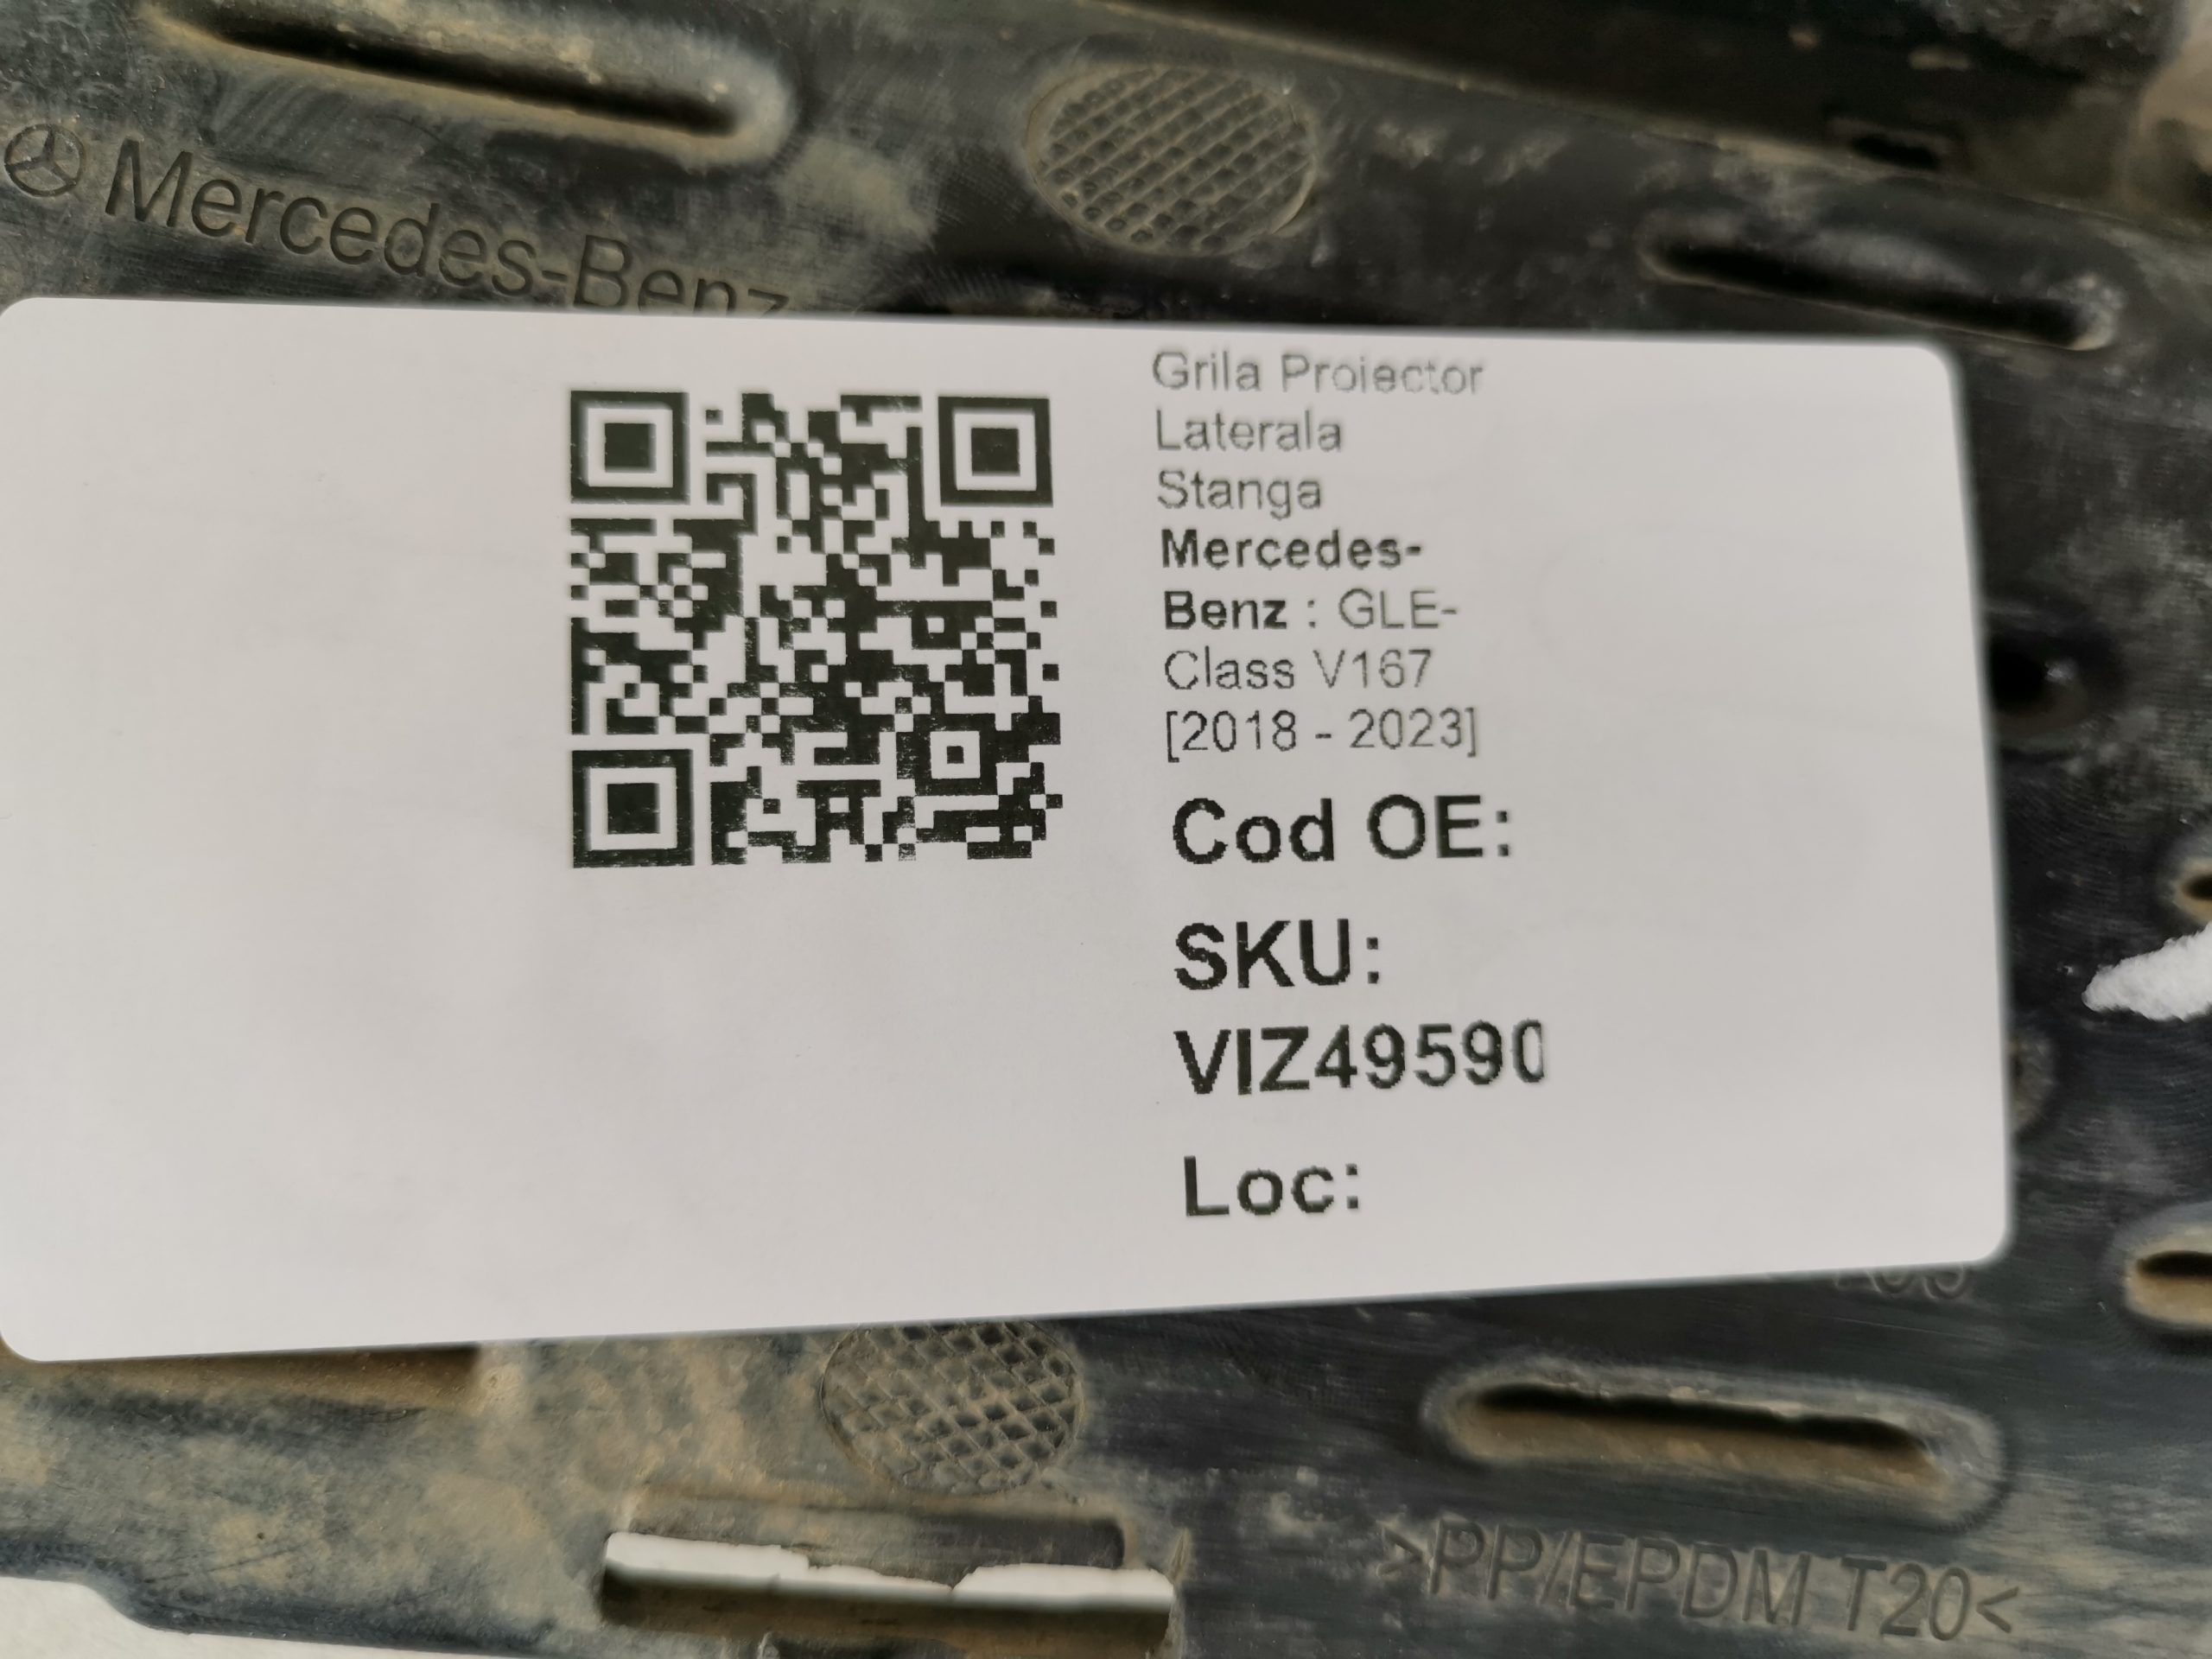 Mercedes-Benz
Grila Proiector
Laterala
Stanga
Mercedes-
Benz : GLE-
Class V167
[2018 - 2023]
Cod OE:
SKU:
VIZ49590
Loc:
>PP/EPDM T20<